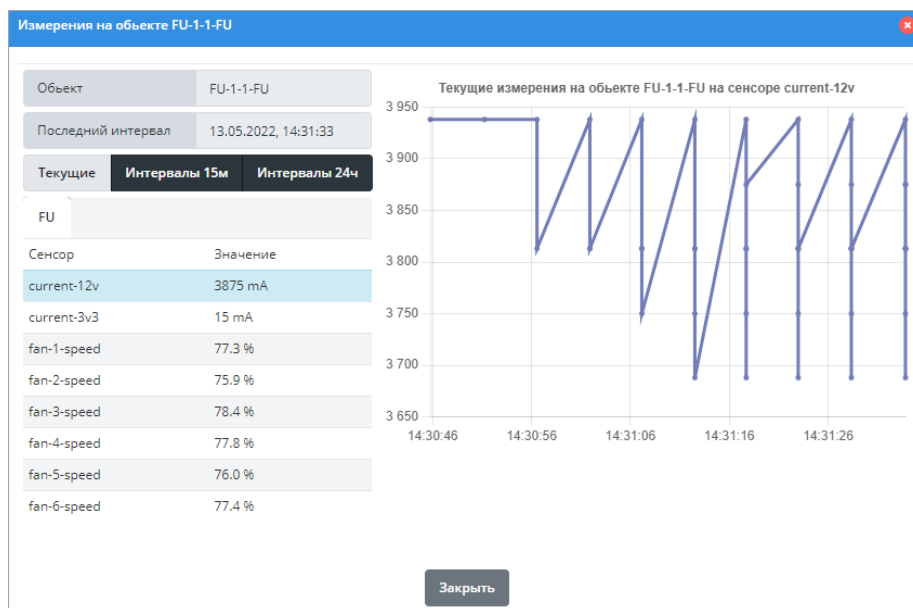 Измерения на обьекте FU-1-1-FU
Обьект FU-1-1-FU
Последний интервал 13.05.2022, 14:31:33
Текущие Интервалы 15м Интервалы 24ч
FU
Сенсор Значение
current-12v 3875 mA
current-3v3 15 mA
fan-1-speed 77.3 %
fan-2-speed 75.9 %
fan-3-speed 78.4 %
fan-4-speed 77.8 %
fan-5-speed 76.0 %
fan-6-speed 77.4 %
Текущие измерения на обьекте FU-1-1-FU на сенсоре current-12v
3 950
3 900
3 850
3 800
3 750
3 700
3 650
14:30:46 14:30:56 14:31:06 14:31:16 14:31:26
Закрыть